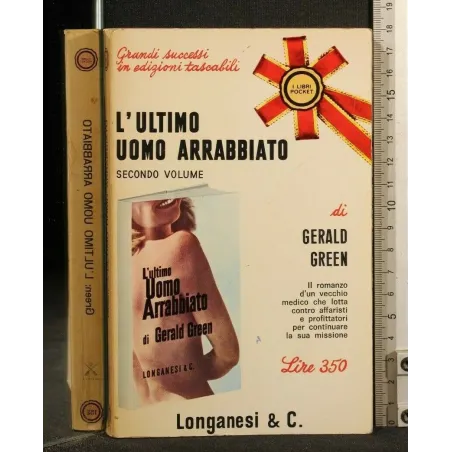 Grandi successi
in edizioni tascabili
I LIBRI
POCKET
L'ULTIMO
UOMO ARRABBIATO
SECONDO VOLUME
di
GERALD
GREEN
Il romanzo
d'un vecchio
medico che lotta
contro affaristi
e profittatori
per continuare
la sua missione
Lire 350
L'ultimo
Uomo
Arrabbiato
di Gerald Green
LONGANESI & C.
Longanesi & C.
Green: L'ULTIMO UOMO ARRABBIATO